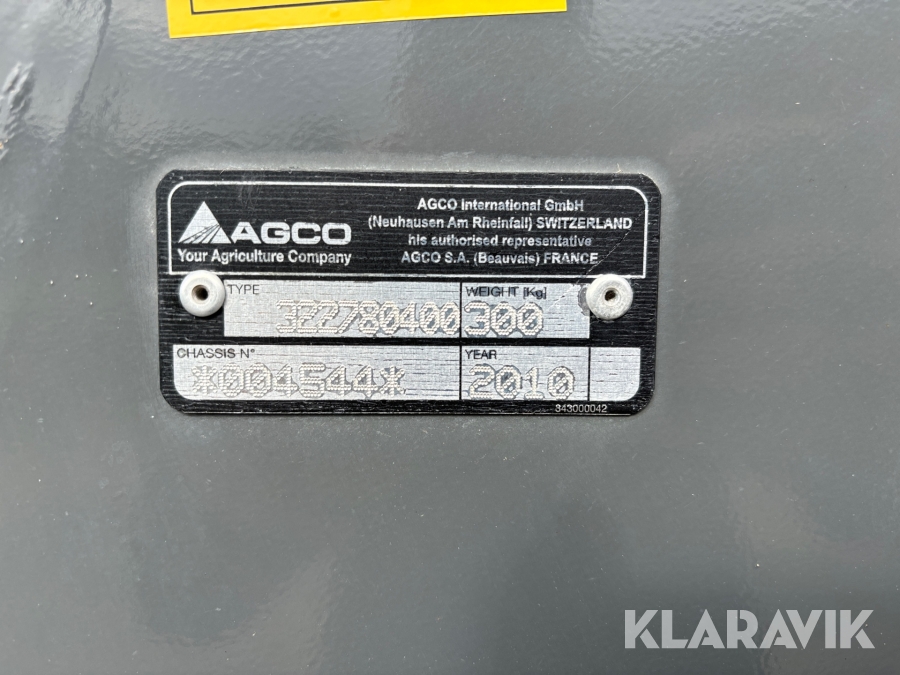 AGCO
Your Agriculture Company
AGCO International GmbH
(Neuhausen Am Rheinfall) SWITZERLAND
his authorised representative
AGCO S.A. (Beauvais) FRANCE
TYPE
322780400
WEIGHT [Kg]
300
CHASSIS N°
*004544*
YEAR
2010
343000042
KLARAVIK